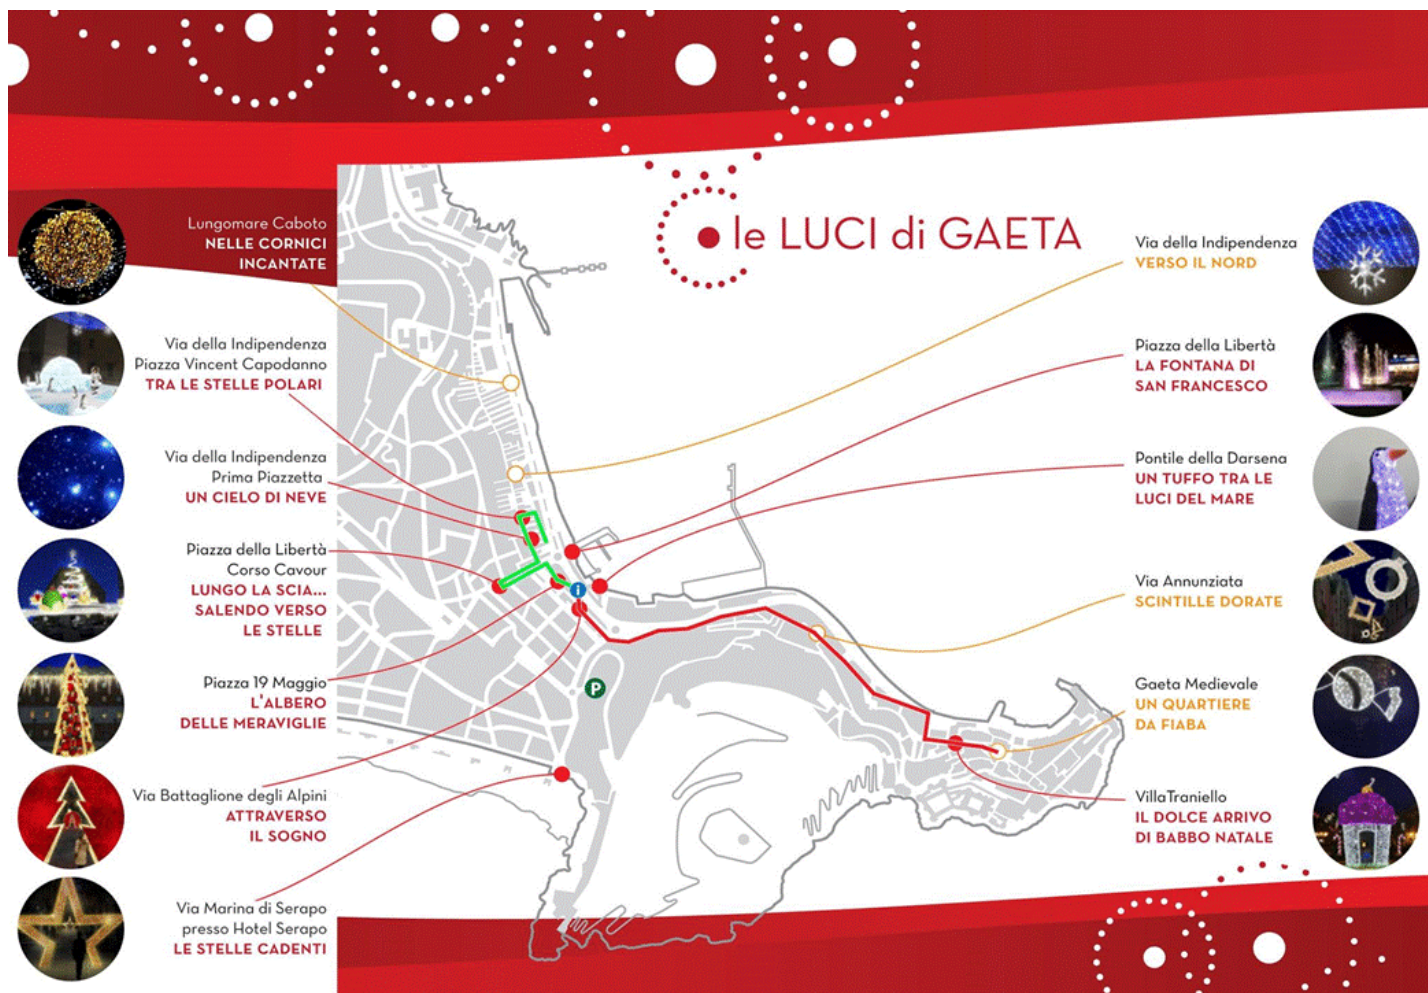 le LUCI di GAETA
Lungomare Caboto
NELLE CORNICI
INCANTATE
Via della Indipendenza
Piazza Vincent Capodanno
TRA LE STELLE POLARI
Via della Indipendenza
Prima Piazzetta
UN CIELO DI NEVE
Piazza della Libertà
Corso Cavour
LUNGO LA SCIA...
SALENDO VERSO
LE STELLE
Piazza 19 Maggio
L'ALBERO
DELLE MERAVIGLIE
Via Battaglione degli Alpini
ATTRAVERSO
IL SOGNO
Via Marina di Serapo
presso Hotel Serapo
LE STELLE CADENTI
i
P
Via della Indipendenza
VERSO IL NORD
Piazza della Libertà
LA FONTANA DI
SAN FRANCESCO
Pontile della Darsena
UN TUFFO TRA LE
LUCI DEL MARE
Via Annunziata
SCINTILLE DORATE
Gaeta Medievale
UN QUARTIERE
DA FIABA
VillaTraniello
IL DOLCE ARRIVO
DI BABBO NATALE